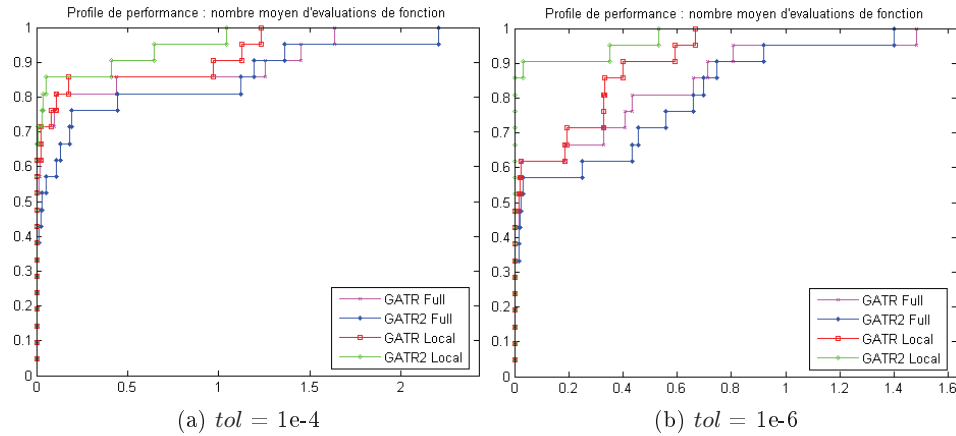 Profile de performance : nombre moyen d'evaluations de fonction
1
0.9
0.8
0.7
0.6
0.5
0.4
0.3
0.2
0.1
0
0 0.5 1 1.5 2
GATR Full
GATR2 Full
GATR Local
GATR2 Local
(a) tol = 1e-4
Profile de performance : nombre moyen d'evaluations de fonction
1
0.9
0.8
0.7
0.6
0.5
0.4
0.3
0.2
0.1
0
0 0.2 0.4 0.6 0.8 1 1.2 1.4 1.6
GATR Full
GATR2 Full
GATR Local
GATR2 Local
(b) tol = 1e-6